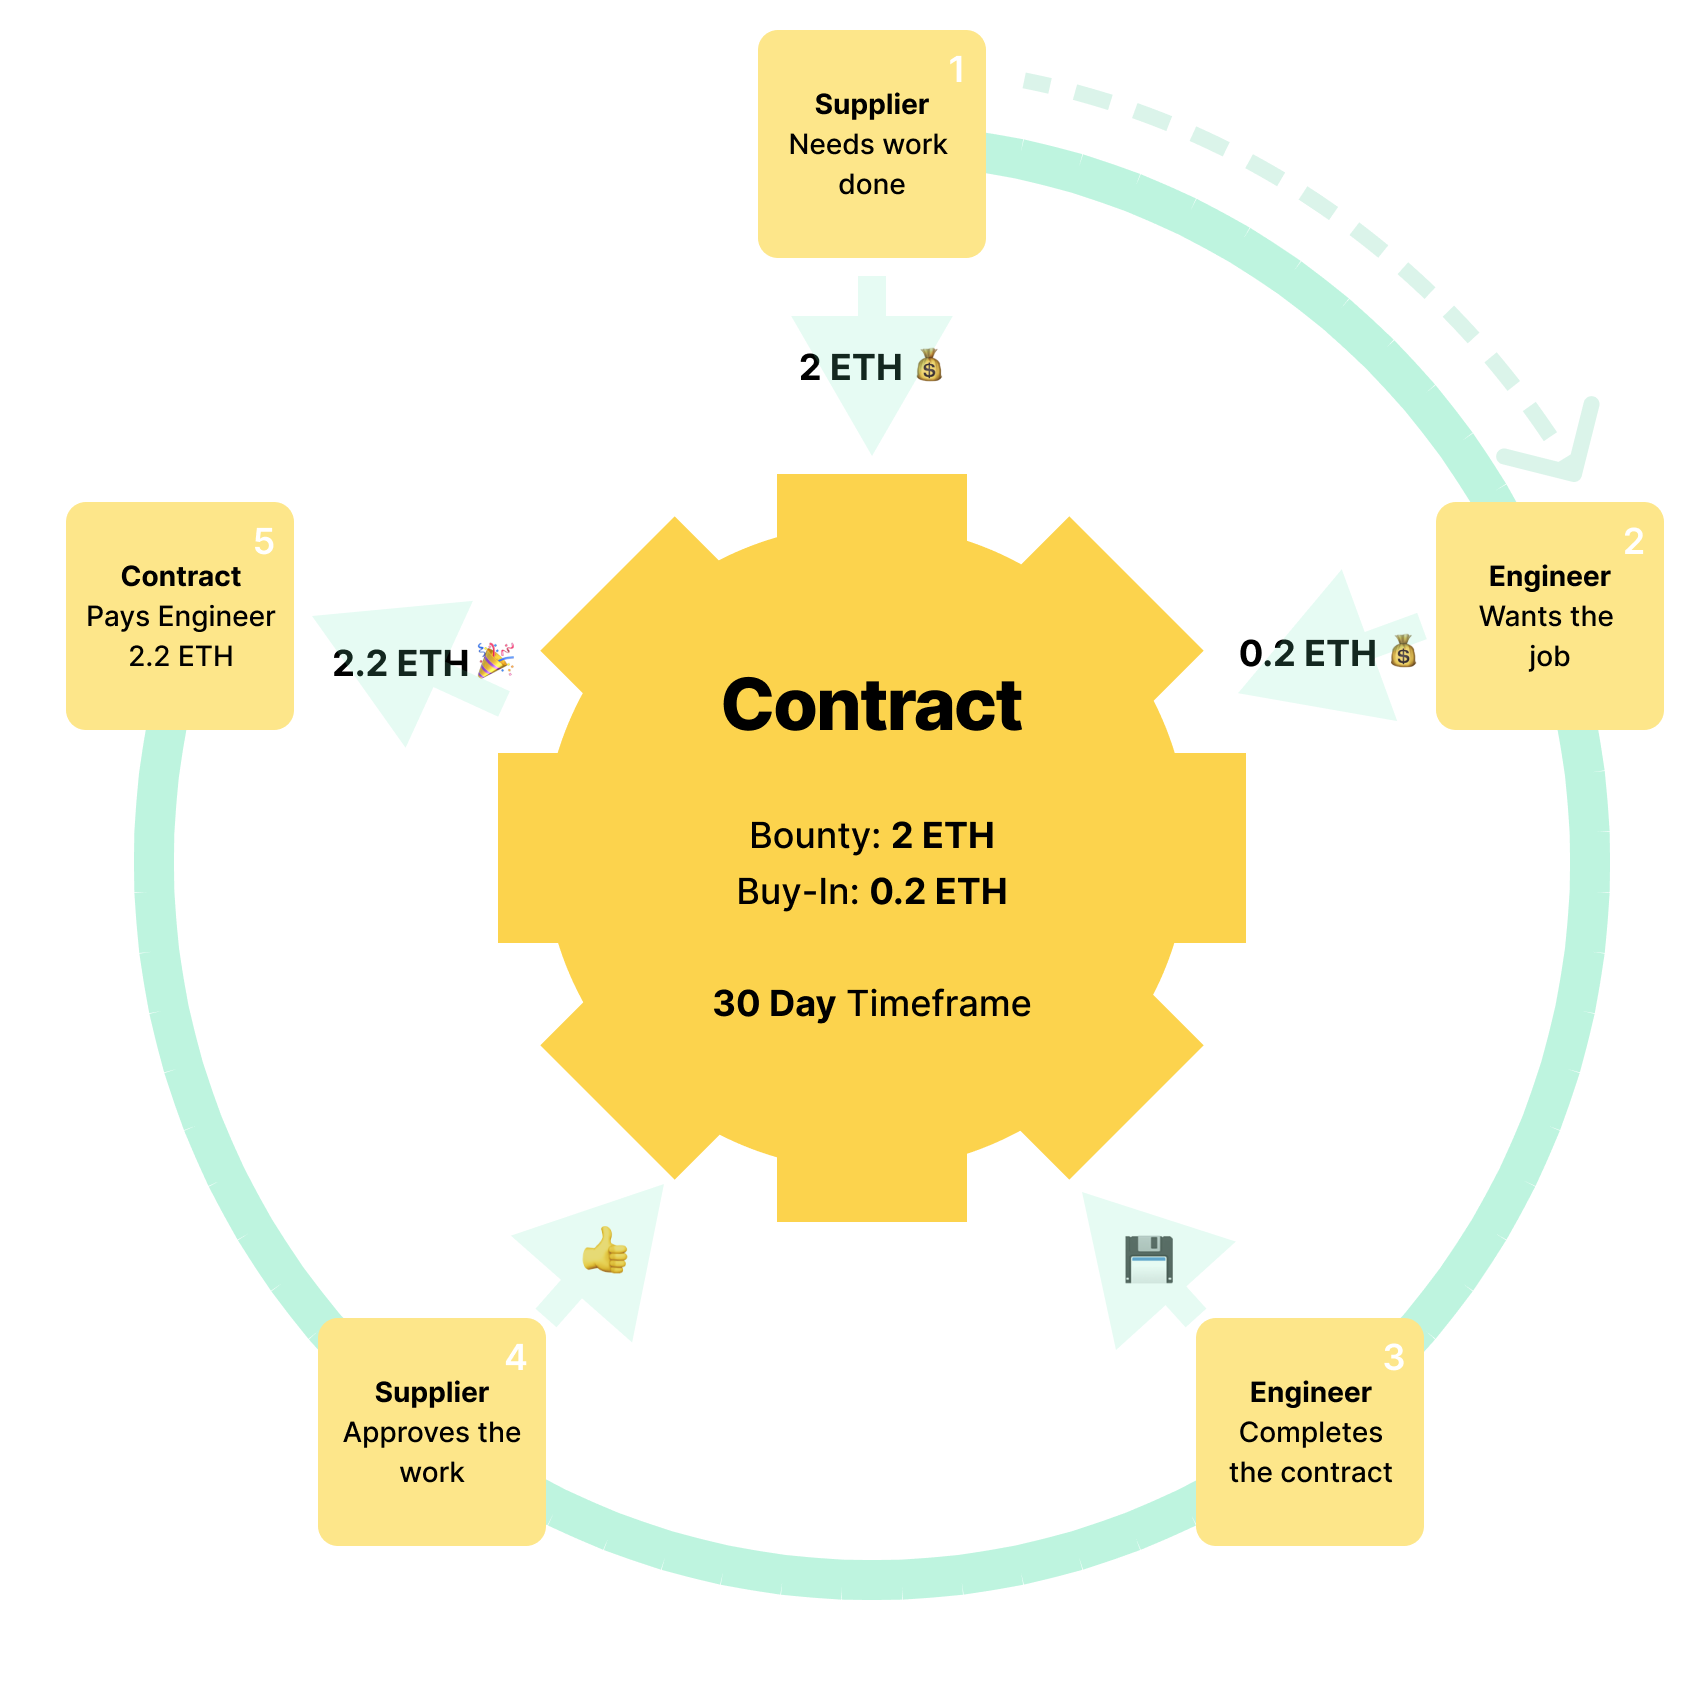 1
Supplier
Needs work
done
2 ETH 💰
2
Engineer
Wants the
job
0.2 ETH 💰
3
Engineer
Completes
the contract
4
Supplier
Approves the
work
5
Contract
Pays Engineer
2.2 ETH
2.2 ETH 🎉
Contract
Bounty: 2 ETH
Buy-In: 0.2 ETH
30 Day Timeframe